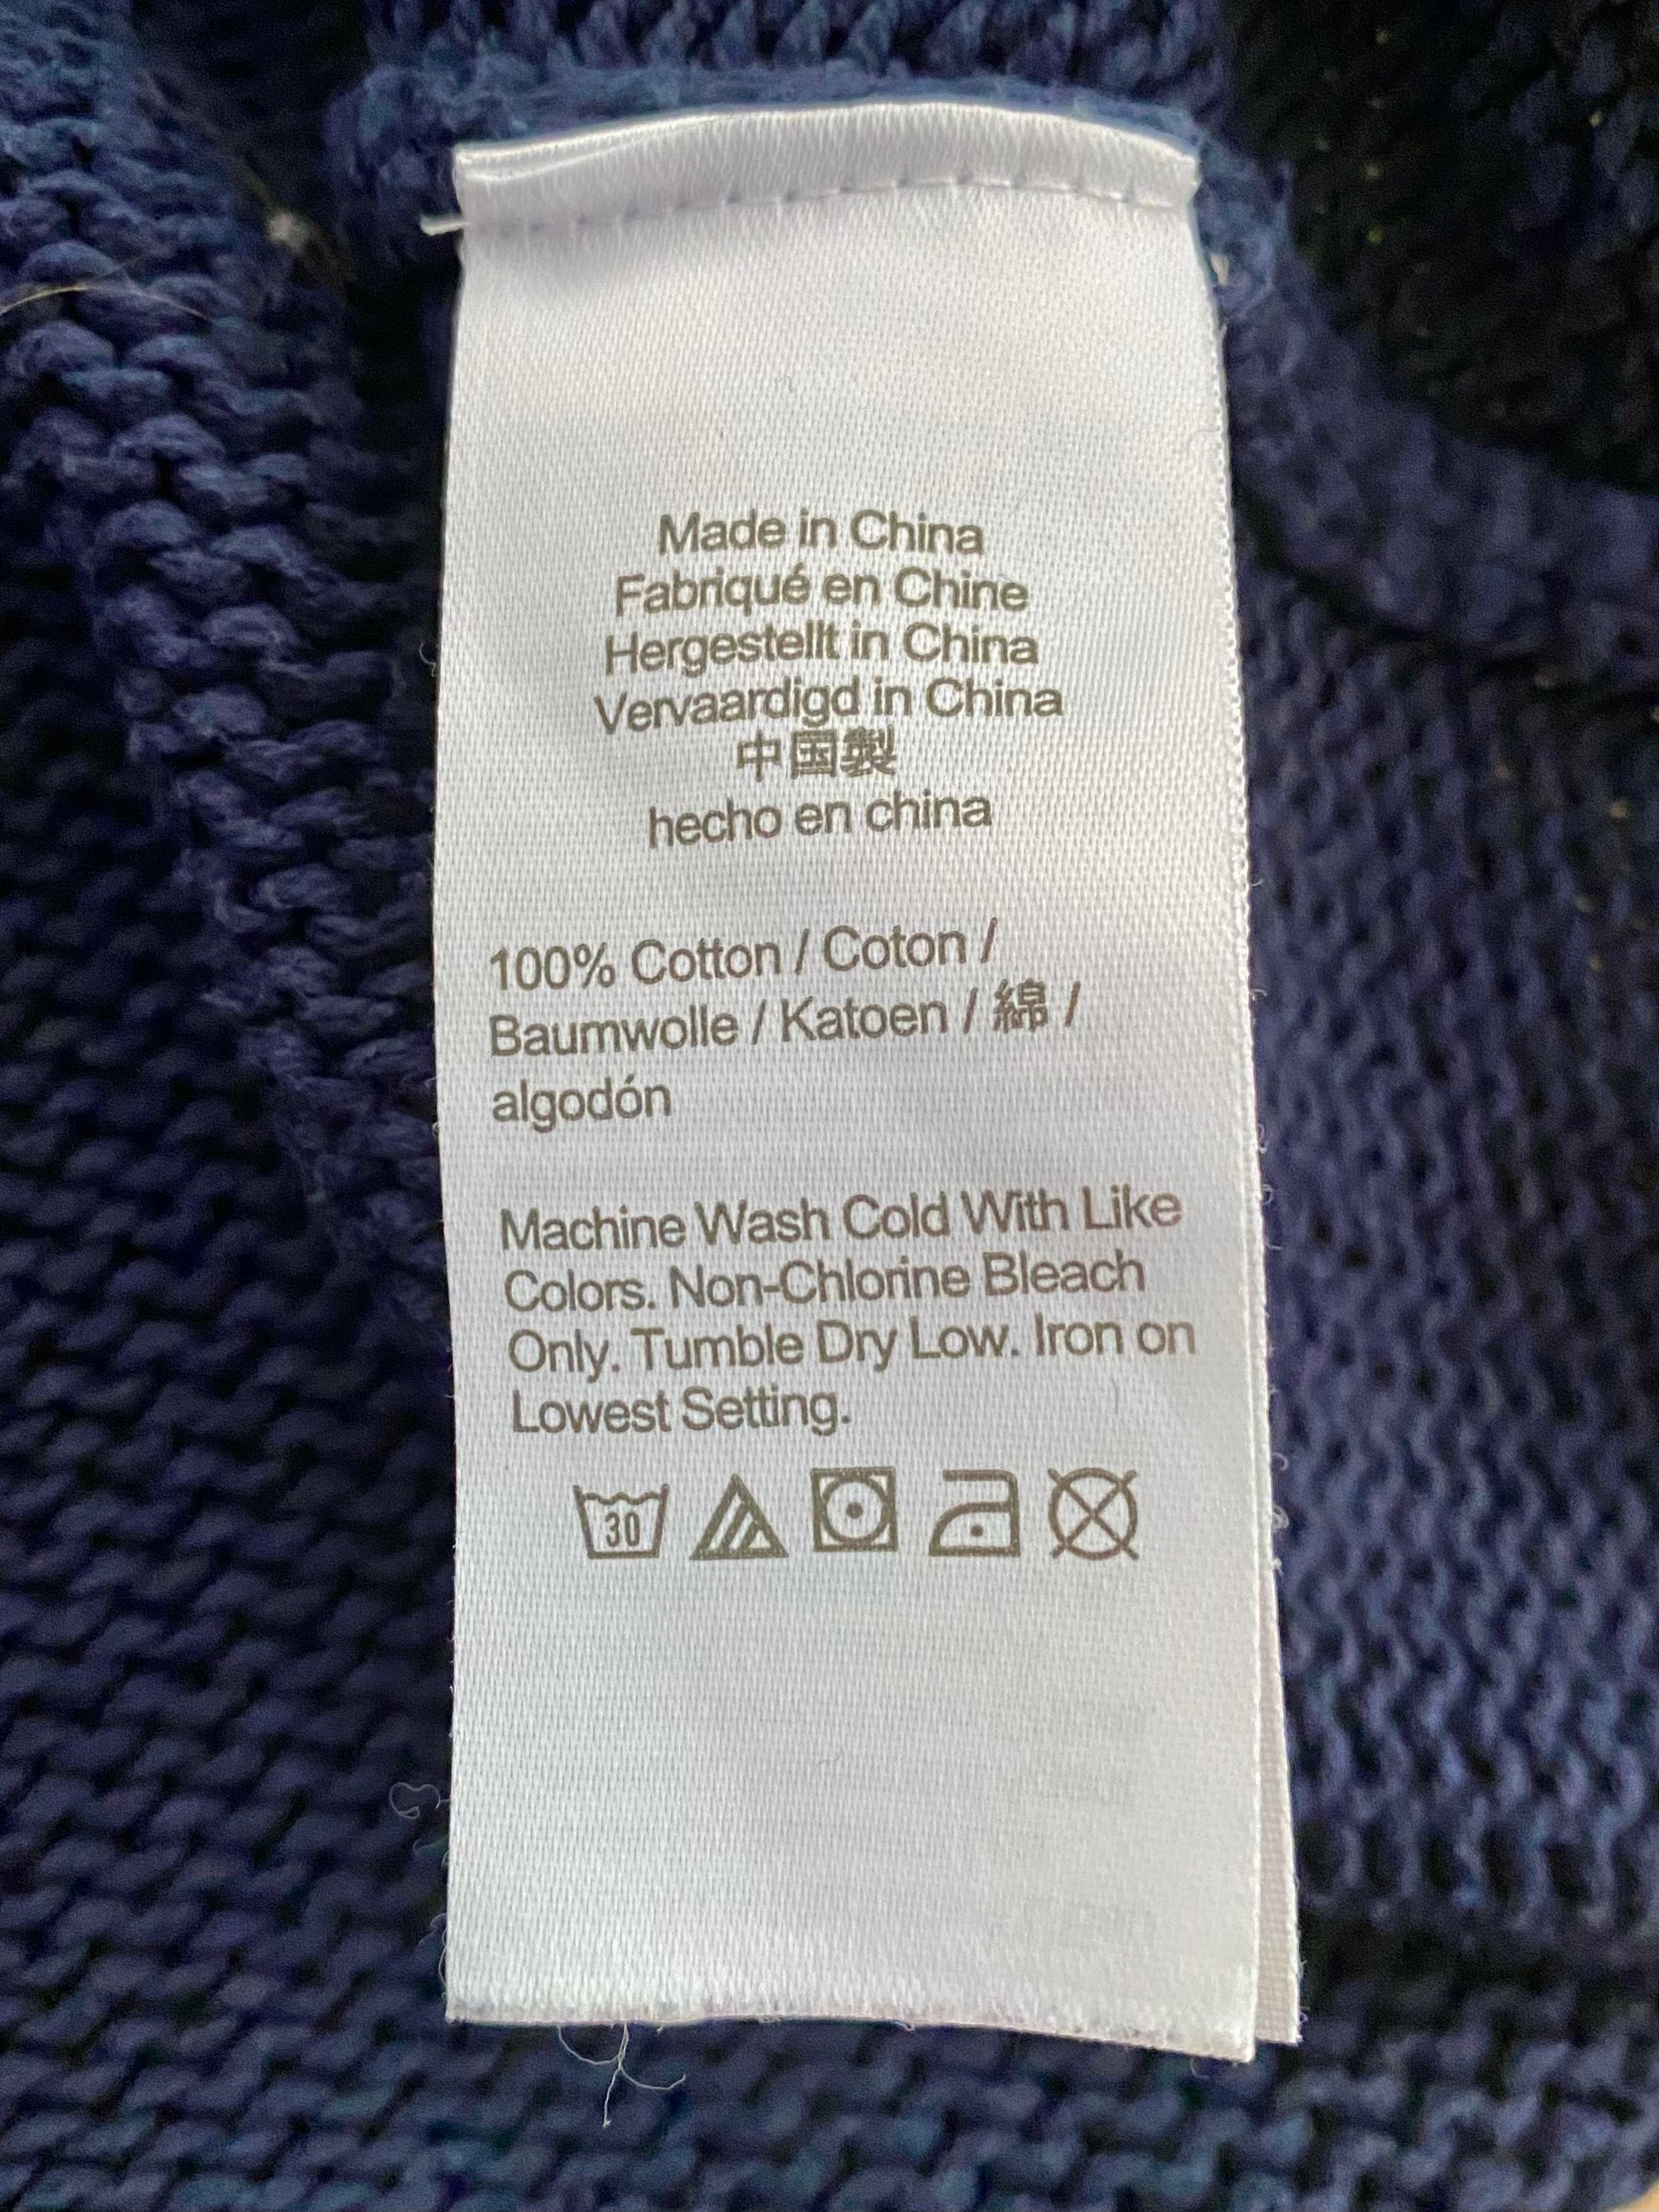 Made in China
Fabriqué en Chine
Hergestellt in China
Vervaardigd in China
中国製
hecho en china
100% Cotton / Coton /
Baumwolle / Katoen / 綿 /
algodón
Machine Wash Cold With Like
Colors. Non-Chlorine Bleach
Only. Tumble Dry Low. Iron on
Lowest Setting.
30